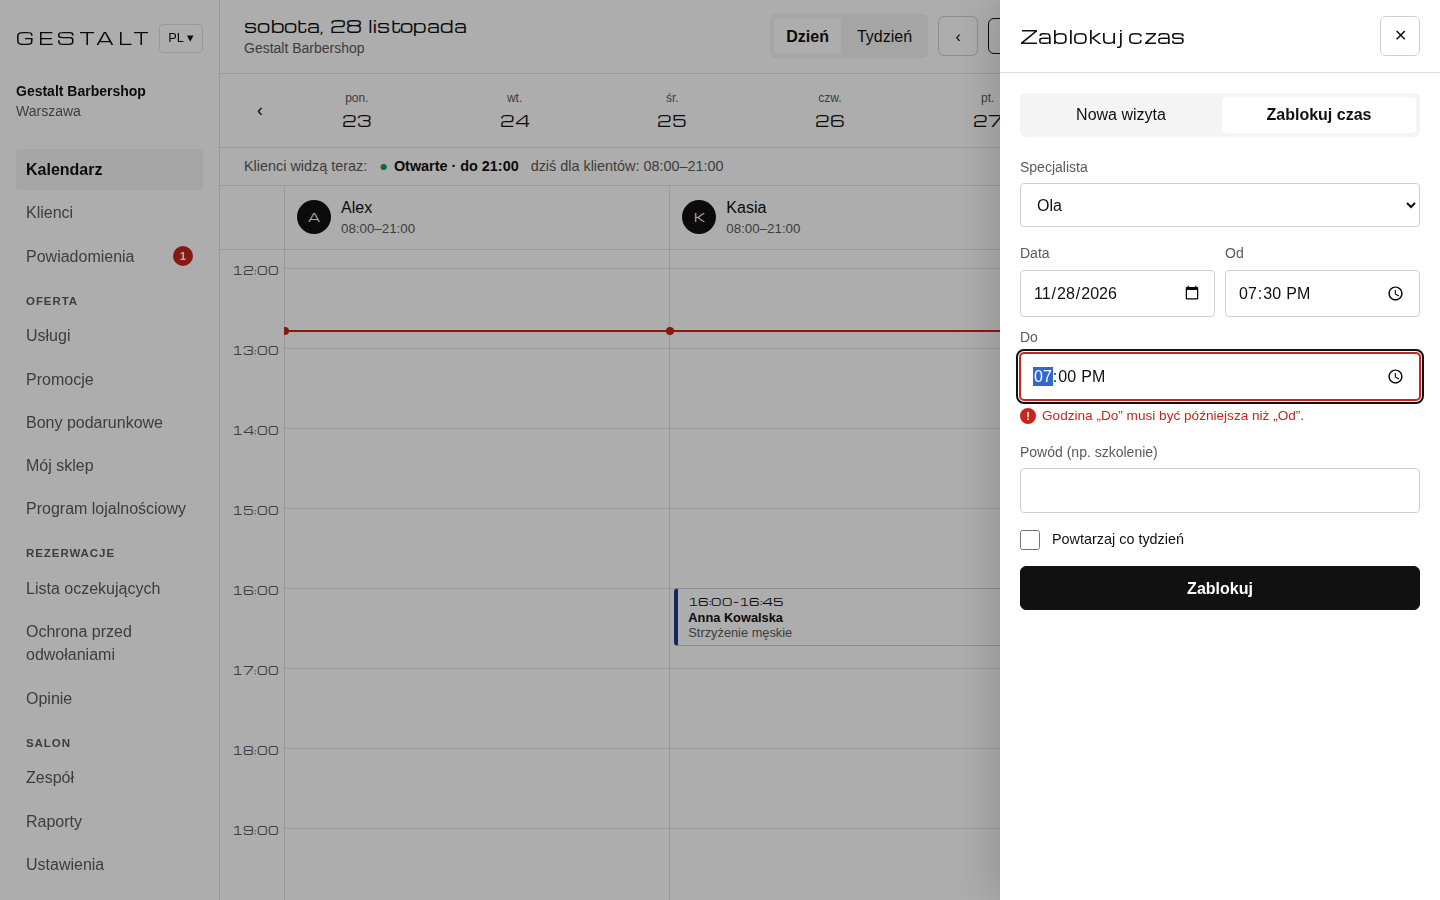 GESTALT
PL ▾
Gestalt Barbershop
Warszawa
Kalendarz
Klienci
Powiadomienia
1
OFERTA
Usługi
Promocje
Bony podarunkowe
Mój sklep
Program lojalnościowy
REZERWACJE
Lista oczekujących
Ochrona przed
odwołaniami
Opinie
SALON
Zespół
Raporty
Ustawienia
sobota, 28 listopada
Gestalt Barbershop
Dzień
Tydzień
‹
‹
pon.
23
wt.
24
śr.
25
czw.
26
pt.
27
Klienci widzą teraz: ● Otwarte · do 21:00 dziś dla klientów: 08:00–21:00
A
Alex
08:00–21:00
K
Kasia
08:00–21:00
12:00
13:00
14:00
15:00
16:00
17:00
18:00
19:00
16:00-16:45
Anna Kowalska
Strzyżenie męskie
Zablokuj czas
✕
Nowa wizyta
Zablokuj czas
Specjalista
Ola
Data
Od
11/28/2026
07:30 PM
Do
07:00 PM
! Godzina „Do” musi być późniejsza niż „Od”.
Powód (np. szkolenie)
Powtarzaj co tydzień
Zablokuj